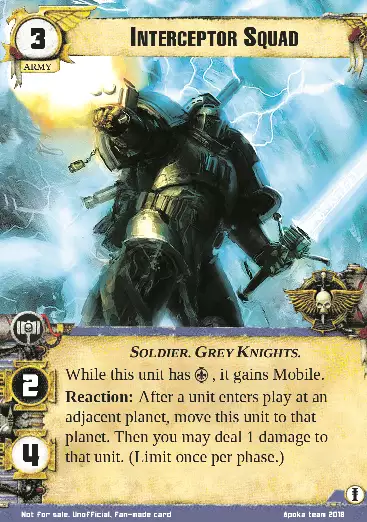 3
INTERCEPTOR SQUAD
ARMY
SOLDIER. GREY KNIGHTS.
While this unit has , it gains Mobile.
Reaction: After a unit enters play at an
adjacent planet, move this unit to that
planet. Then you may deal 1 damage to
that unit. (Limit once per phase.)
2
4
Not for sale. Unofficial. Fan-made card
Apoka team 2018